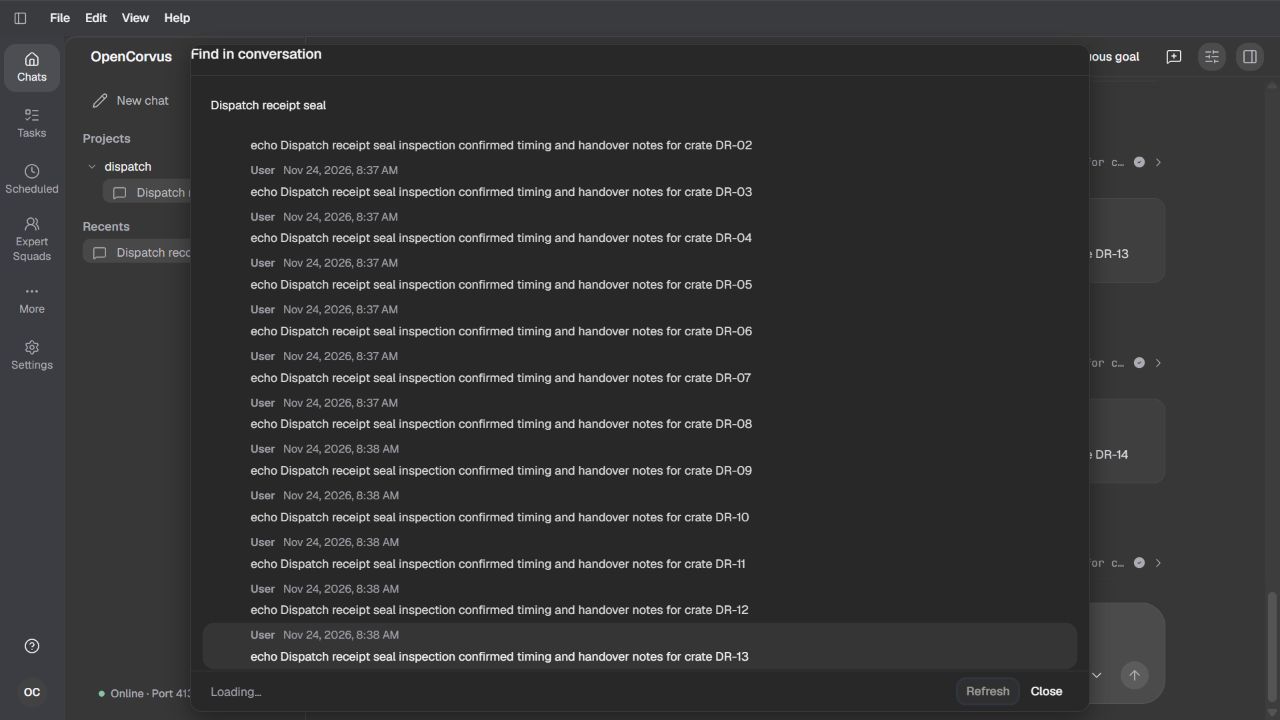 File Edit View Help
OpenCorvus
Chats
Tasks
Scheduled
Expert
Squads
More
Settings
OC
New chat
Projects
dispatch
Dispatch
Recents
Dispatch
Online · Port
Find in conversation
Dispatch receipt seal
echo Dispatch receipt seal inspection confirmed timing and handover notes for crate DR-02
User Nov 24, 2026, 8:37 AM
echo Dispatch receipt seal inspection confirmed timing and handover notes for crate DR-03
User Nov 24, 2026, 8:37 AM
echo Dispatch receipt seal inspection confirmed timing and handover notes for crate DR-04
User Nov 24, 2026, 8:37 AM
echo Dispatch receipt seal inspection confirmed timing and handover notes for crate DR-05
User Nov 24, 2026, 8:37 AM
echo Dispatch receipt seal inspection confirmed timing and handover notes for crate DR-06
User Nov 24, 2026, 8:37 AM
echo Dispatch receipt seal inspection confirmed timing and handover notes for crate DR-07
User Nov 24, 2026, 8:37 AM
echo Dispatch receipt seal inspection confirmed timing and handover notes for crate DR-08
User Nov 24, 2026, 8:38 AM
echo Dispatch receipt seal inspection confirmed timing and handover notes for crate DR-09
User Nov 24, 2026, 8:38 AM
echo Dispatch receipt seal inspection confirmed timing and handover notes for crate DR-10
User Nov 24, 2026, 8:38 AM
echo Dispatch receipt seal inspection confirmed timing and handover notes for crate DR-11
User Nov 24, 2026, 8:38 AM
echo Dispatch receipt seal inspection confirmed timing and handover notes for crate DR-12
User Nov 24, 2026, 8:38 AM
echo Dispatch receipt seal inspection confirmed timing and handover notes for crate DR-13
Loading...
Refresh
Close
goal
for c...
DR-13
for c...
DR-14
for c...